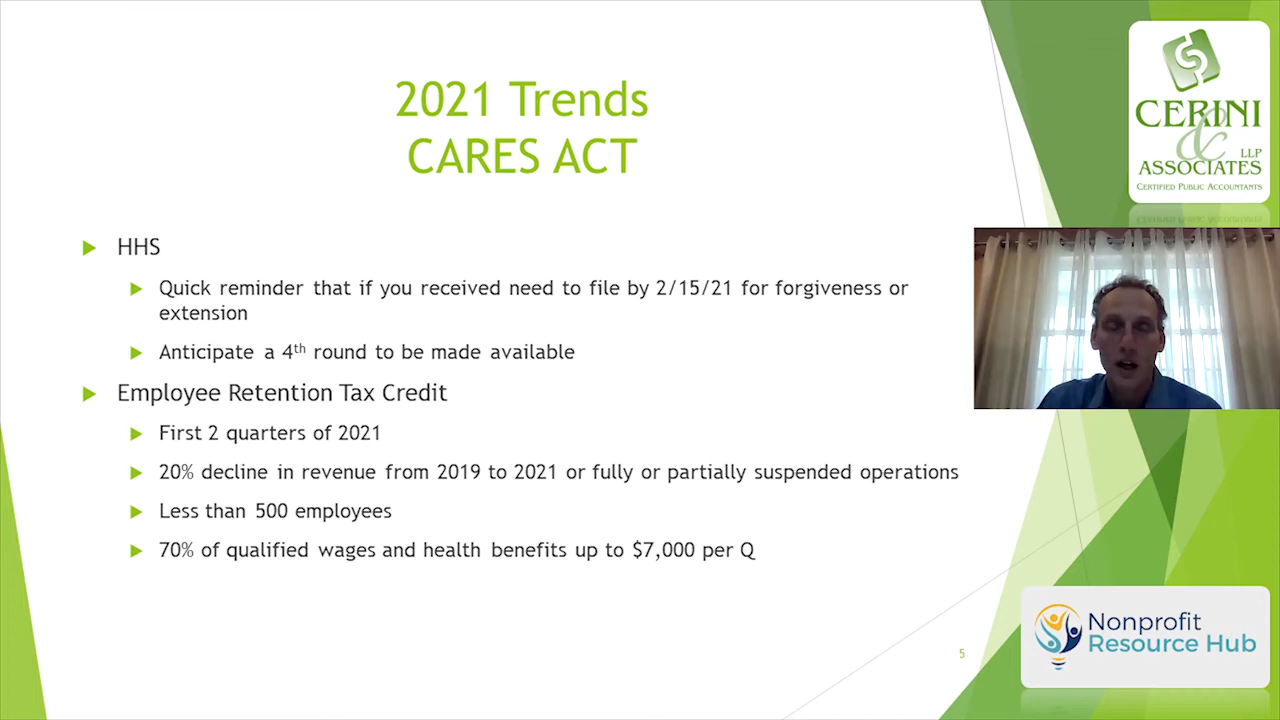 2021 Trends
CARES ACT
HHS
Quick reminder that if you received need to file by 2/15/21 for forgiveness or
extension
Anticipate a 4th round to be made available
Employee Retention Tax Credit
First 2 quarters of 2021
20% decline in revenue from 2019 to 2021 or fully or partially suspended operations
Less than 500 employees
70% of qualified wages and health benefits up to $7,000 per Q
5
CERINI
&
LLP
ASSOCIATES
CERTIFIED PUBLIC ACCOUNTANTS
Nonprofit
Resource Hub